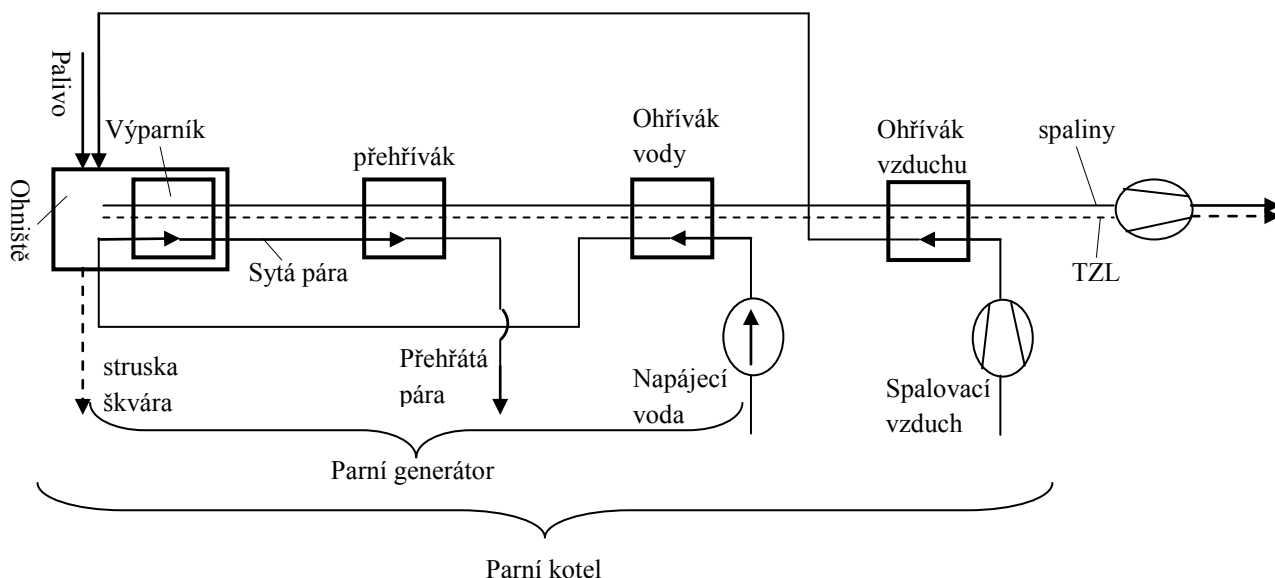 Palivo
Výparník
přehřívák
Ohřívák
vody
Ohřívák
vzduchu
spaliny
Ohniště
Sytá pára
TZL
struska
škvára
Přehřátá
pára
Napájecí
voda
Spalovací
vzduch
Parní generátor
Parní kotel